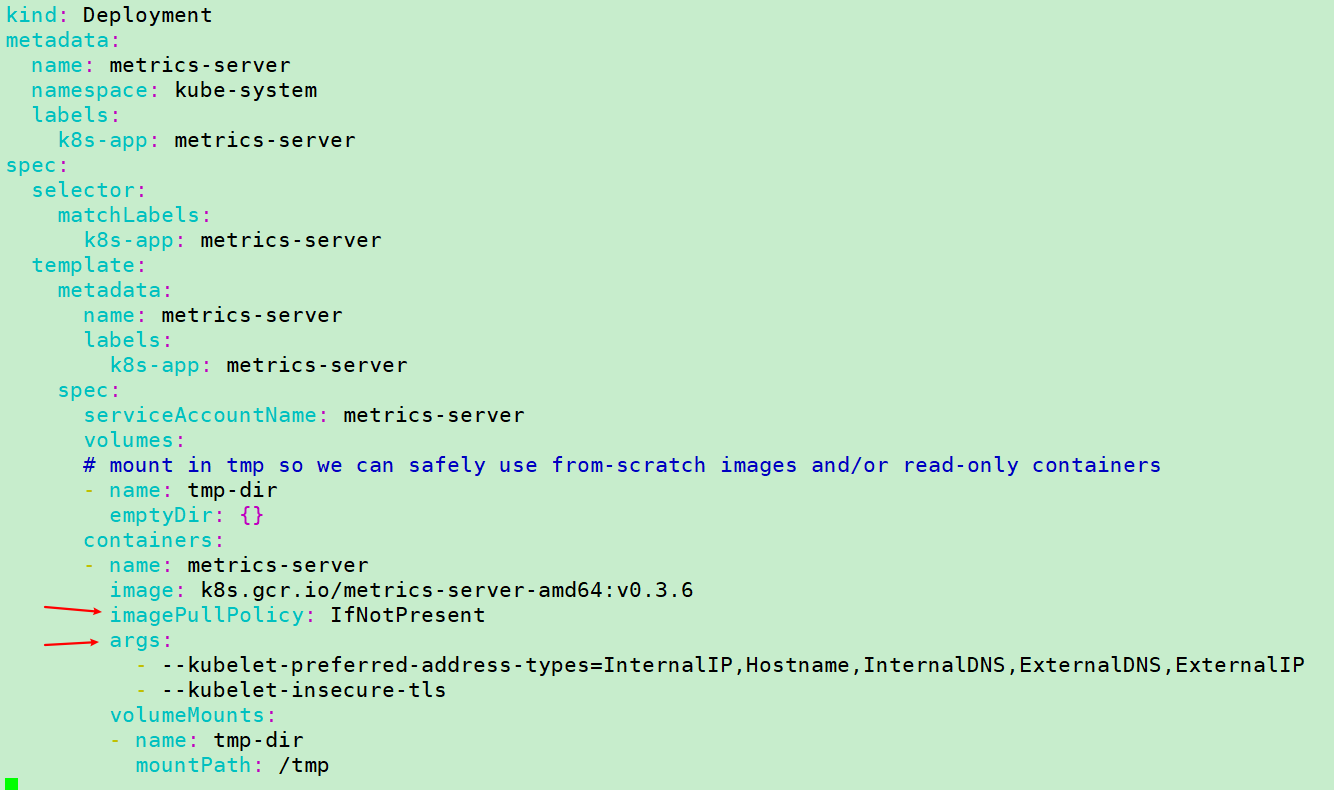 kind: Deployment
metadata:
  name: metrics-server
  namespace: kube-system
  labels:
    k8s-app: metrics-server
spec:
  selector:
    matchLabels:
      k8s-app: metrics-server
  template:
    metadata:
      name: metrics-server
      labels:
        k8s-app: metrics-server
    spec:
      serviceAccountName: metrics-server
      volumes:
      # mount in tmp so we can safely use from-scratch images and/or read-only containers
      - name: tmp-dir
        emptyDir: {}
      containers:
      - name: metrics-server
        image: k8s.gcr.io/metrics-server-amd64:v0.3.6
        imagePullPolicy: IfNotPresent
        args:
          - --kubelet-preferred-address-types=InternalIP,Hostname,InternalDNS,ExternalDNS,ExternalIP
          - --kubelet-insecure-tls
        volumeMounts:
        - name: tmp-dir
          mountPath: /tmp